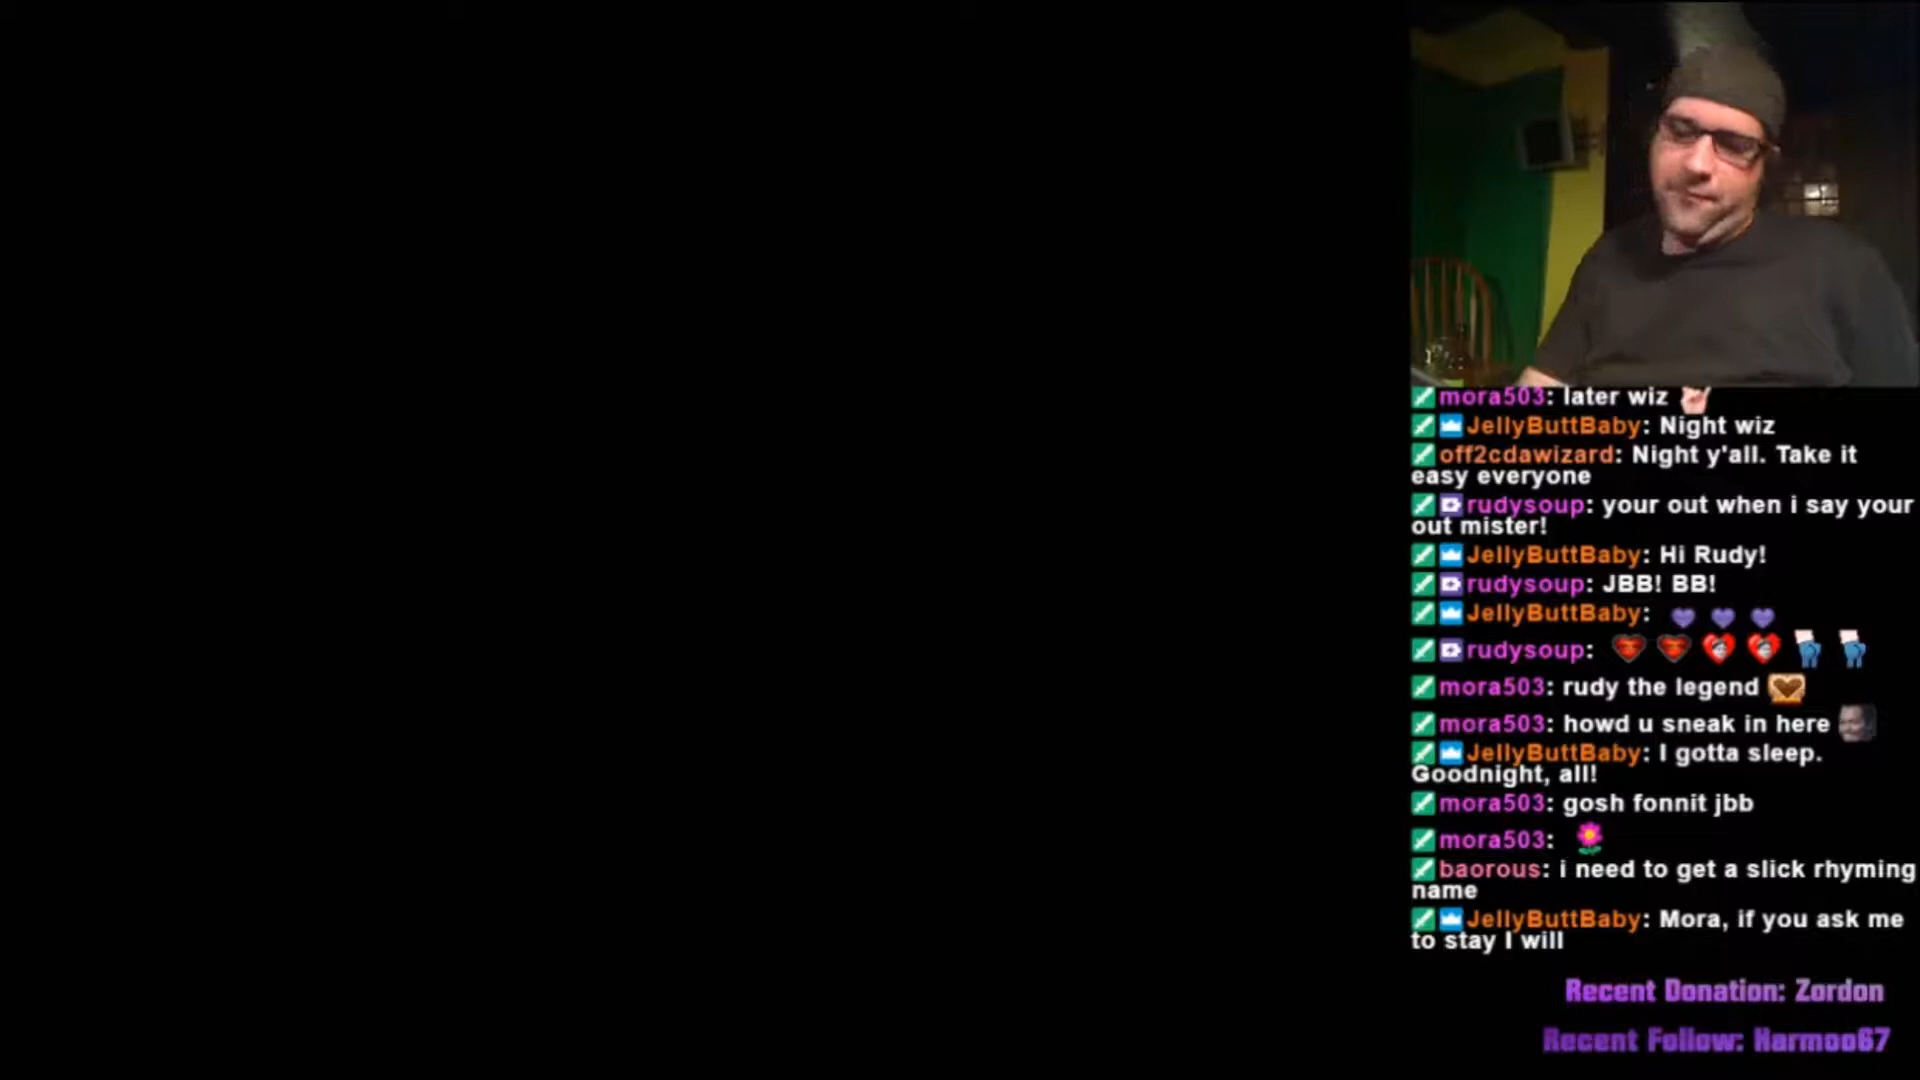 mora503: later wiz
JellyButtBaby: Night wiz
off2cdawizard: Night y'all. Take it
easy everyone
rudysoup: your out when i say your
out mister!
JellyButtBaby: Hi Rudy!
rudysoup: JBB! BB!
JellyButtBaby:
rudysoup:
mora503: rudy the legend
mora503: howd u sneak in here
JellyButtBaby: I gotta sleep.
Goodnight, all!
mora503: gosh fonnit jbb
mora503:
baorous: i need to get a slick rhyming
name
JellyButtBaby: Mora, if you ask me
to stay I will
Recent Donation: Zordon
Recent Follow: Harmoo67